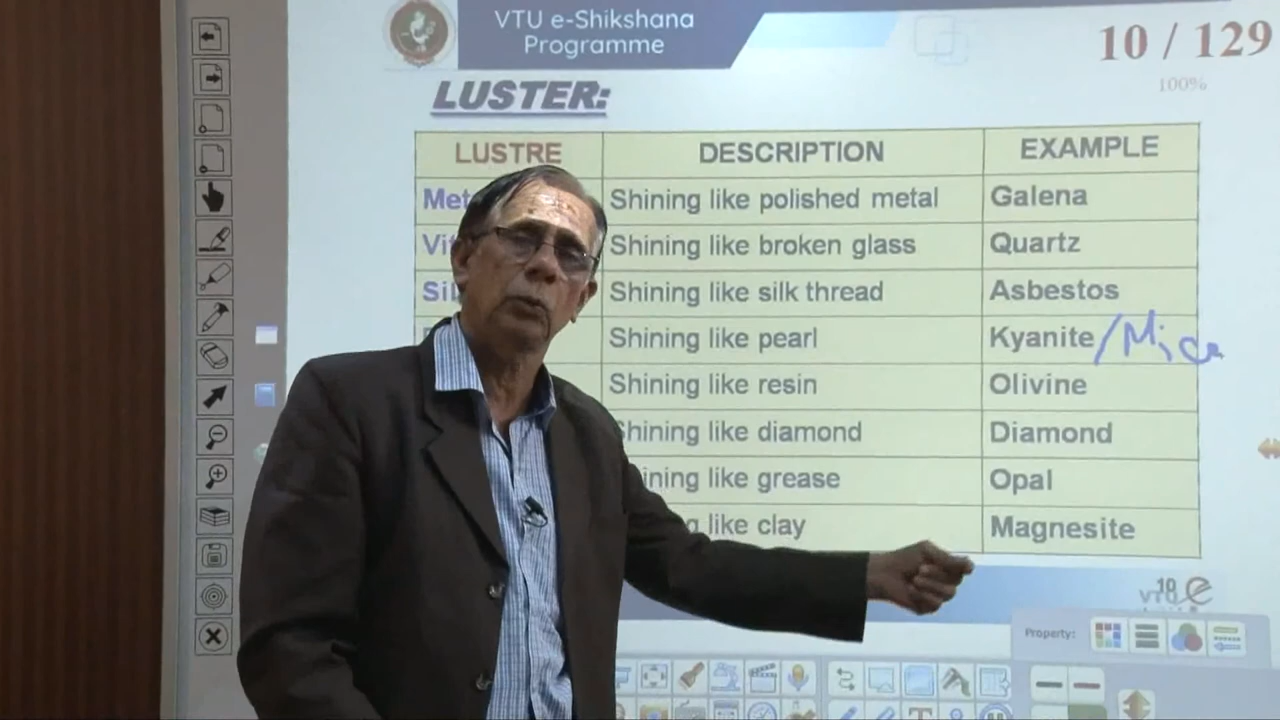 VTU e-Shikshana
Programme
10 / 129
100%
LUSTER:
LUSTRE DESCRIPTION EXAMPLE
Shining like polished metal Galena
Shining like broken glass Quartz
Shining like silk thread Asbestos
Shining like pearl Kyanite /Mica
Shining like resin Olivine
Shining like diamond Diamond
like grease Opal
like clay Magnesite
10
VTU
Property: